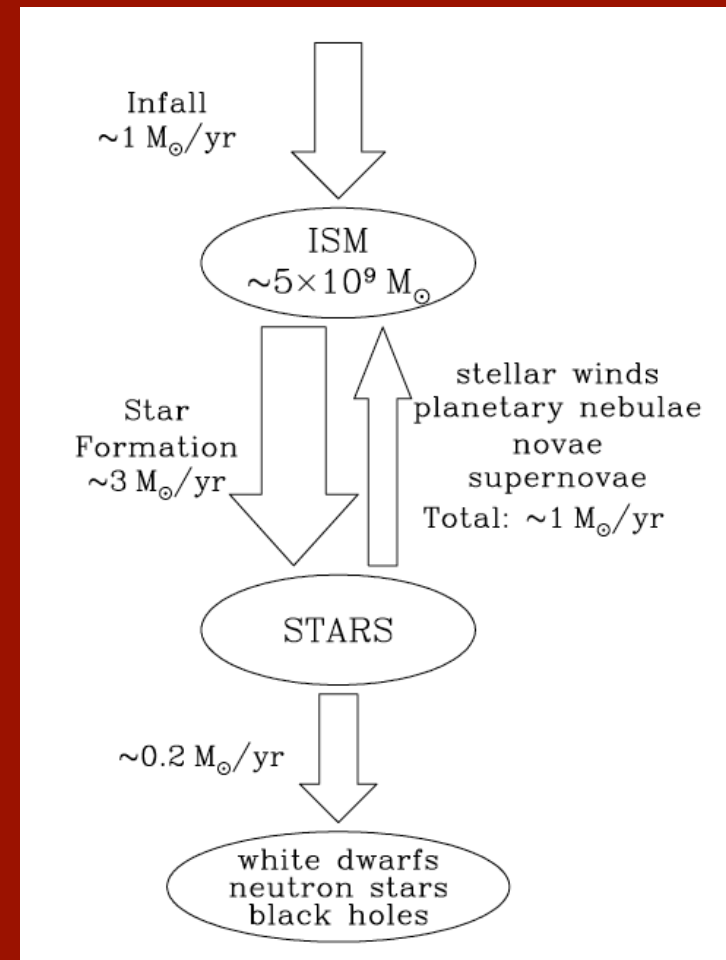 Infall
~1 M☉/yr
ISM
~5×10⁹ M☉
Star
Formation
~3 M☉/yr
stellar winds
planetary nebulae
novae
supernovae
Total: ~1 M☉/yr
STARS
~0.2 M☉/yr
white dwarfs
neutron stars
black holes